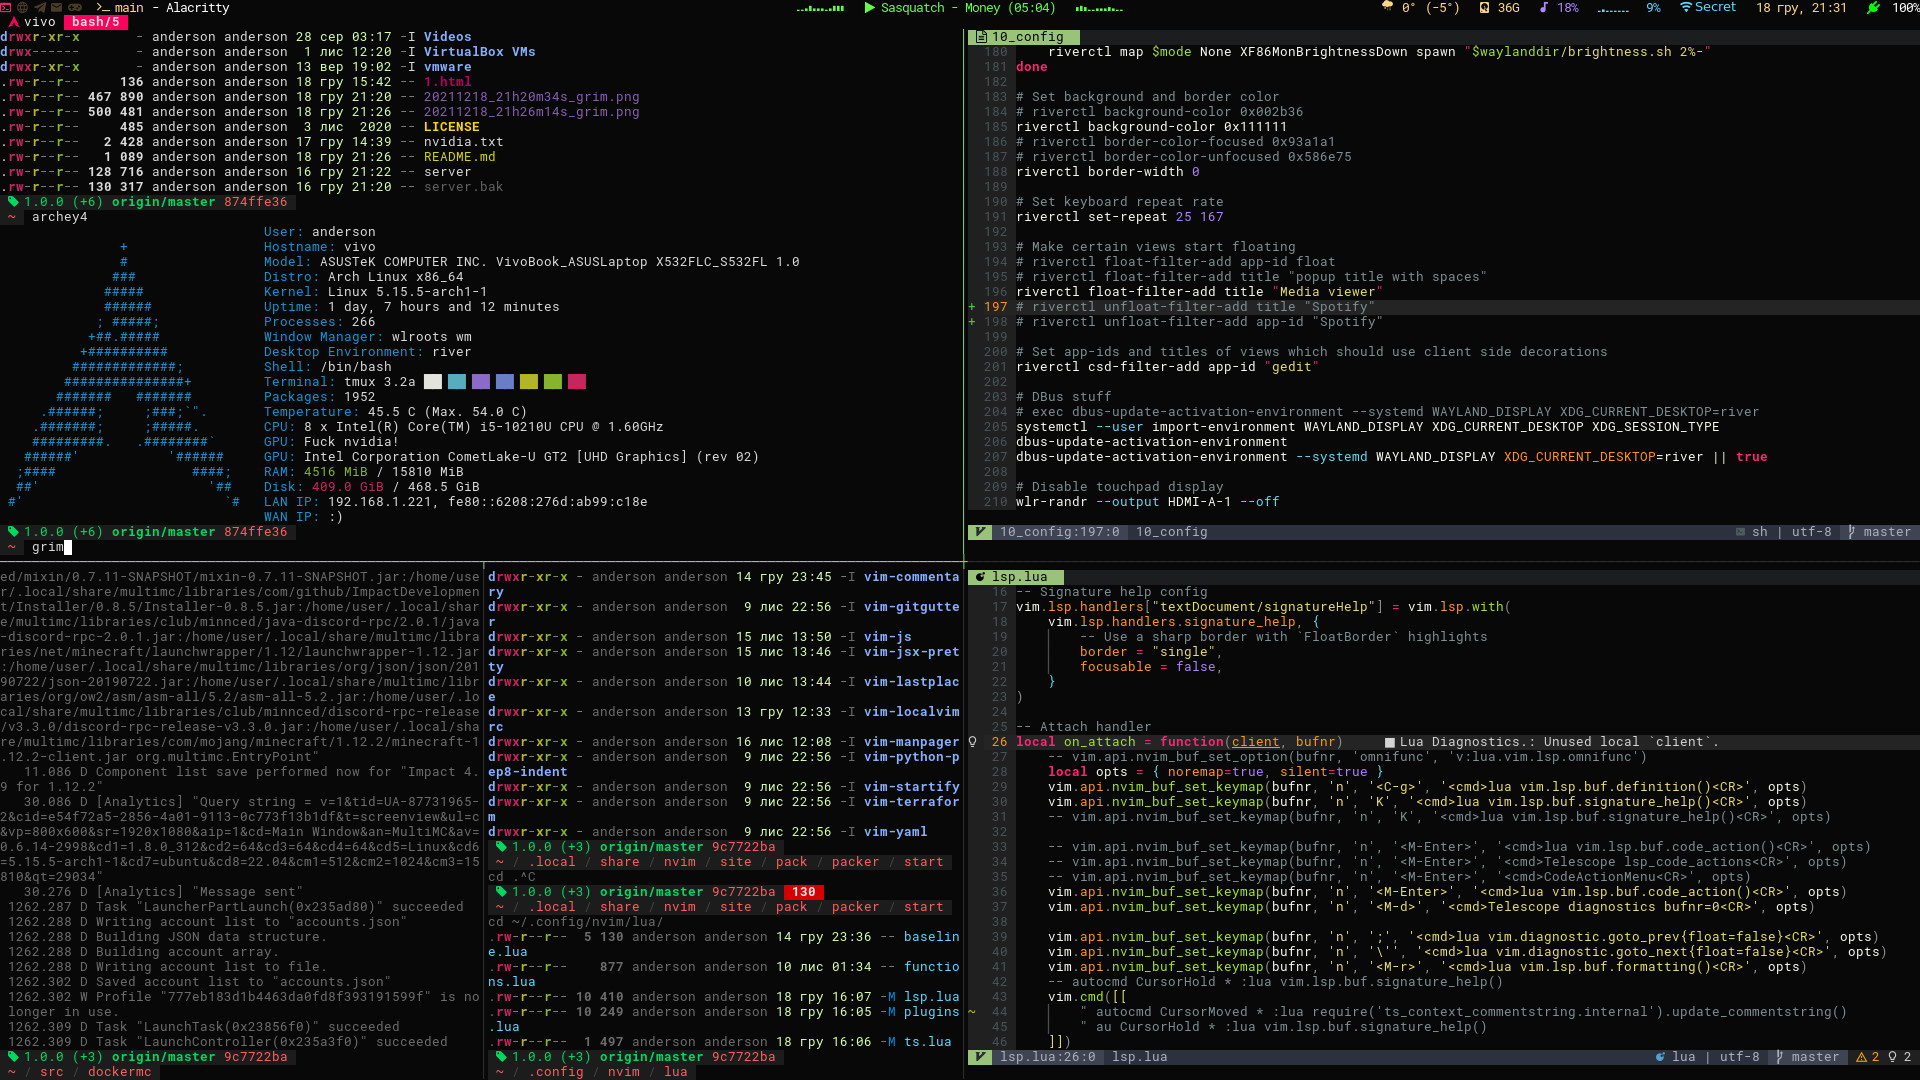 main - Alacritty
Sasquatch - Money (05:04)
0° (-5°) 36G 18% 9% Secret 18 гру, 21:31 100%
vivo bash/5
drwxr-xr-x - anderson anderson 28 сер 03:17 -I Videos
drwx------ - anderson anderson 1 лис 12:20 -I VirtualBox VMs
drwxr-xr-x - anderson anderson 13 вер 19:02 -I vmware
.rw-r--r-- 136 anderson anderson 18 гру 15:42 -- 1.html
.rw-r--r-- 467 890 anderson anderson 18 гру 21:20 -- 20211218_21h20m34s_grim.png
.rw-r--r-- 500 481 anderson anderson 18 гру 21:26 -- 20211218_21h26m14s_grim.png
.rw-r--r-- 485 anderson anderson 3 лис 2020 -- LICENSE
.rw-r--r-- 2 428 anderson anderson 17 гру 14:39 -- nvidia.txt
.rw-r--r-- 1 089 anderson anderson 18 гру 21:26 -- README.md
.rw-r--r-- 128 716 anderson anderson 16 гру 21:22 -- server
.rw-r--r-- 130 317 anderson anderson 16 гру 21:20 -- server.bak
1.0.0 (+6) origin/master 874ffe36
~ archey4
User: anderson
Hostname: vivo
Model: ASUSTeK COMPUTER INC. VivoBook_ASUSLaptop X532FLC_S532FL 1.0
Distro: Arch Linux x86_64
Kernel: Linux 5.15.5-arch1-1
Uptime: 1 day, 7 hours and 12 minutes
Processes: 266
Window Manager: wlroots wm
Desktop Environment: river
Shell: /bin/bash
Terminal: tmux 3.2a
Packages: 1952
Temperature: 45.5 C (Max. 54.0 C)
CPU: 8 x Intel(R) Core(TM) i5-10210U CPU @ 1.60GHz
GPU: Fuck nvidia!
GPU: Intel Corporation CometLake-U GT2 [UHD Graphics] (rev 02)
RAM: 4516 MiB / 15810 MiB
Disk: 409.0 GiB / 468.5 GiB
LAN IP: 192.168.1.221, fe80::6208:276d:ab99:c18e
WAN IP: :)
1.0.0 (+6) origin/master 874ffe36
~ grim
10_config
180 riverctl map $mode None XF86MonBrightnessDown spawn "$waylanddir/brightness.sh 2%-"
181 done
182
183 # Set background and border color
184 # riverctl background-color 0x002b36
185 riverctl background-color 0x111111
186 # riverctl border-color-focused 0x93a1a1
187 # riverctl border-color-unfocused 0x586e75
188 riverctl border-width 0
189
190 # Set keyboard repeat rate
191 riverctl set-repeat 25 167
192
193 # Make certain views start floating
194 # riverctl float-filter-add app-id float
195 # riverctl float-filter-add title "popup title with spaces"
196 riverctl float-filter-add title "Media viewer"
+ 197 # riverctl unfloat-filter-add title "Spotify"
+ 198 # riverctl unfloat-filter-add app-id "Spotify"
199
200 # Set app-ids and titles of views which should use client side decorations
201 riverctl csd-filter-add app-id "gedit"
202
203 # DBus stuff
204 # exec dbus-update-activation-environment --systemd WAYLAND_DISPLAY XDG_CURRENT_DESKTOP=river
205 systemctl --user import-environment WAYLAND_DISPLAY XDG_CURRENT_DESKTOP XDG_SESSION_TYPE
206 dbus-update-activation-environment
207 dbus-update-activation-environment --systemd WAYLAND_DISPLAY XDG_CURRENT_DESKTOP=river || true
208
209 # Disable touchpad display
210 wlr-randr --output HDMI-A-1 --off
10_config:197:0 10_config sh | utf-8 master
ed/mixin/0.7.11-SNAPSHOT/mixin-0.7.11-SNAPSHOT.jar:/home/use
r/.local/share/multimc/libraries/com/github/ImpactDevelopmen
t/Installer/0.8.5/Installer-0.8.5.jar:/home/user/.local/shar
e/multimc/libraries/club/minnced/java-discord-rpc/2.0.1/java
-discord-rpc-2.0.1.jar:/home/user/.local/share/multimc/libra
ries/net/minecraft/launchwrapper/1.12/launchwrapper-1.12.jar
:/home/user/.local/share/multimc/libraries/org/json/json/201
90722/json-20190722.jar:/home/user/.local/share/multimc/libr
aries/org/ow2/asm/asm-all/5.2/asm-all-5.2.jar:/home/user/.lo
cal/share/multimc/libraries/club/minnced/discord-rpc-release
/v3.3.0/discord-rpc-release-v3.3.0.jar:/home/user/.local/sha
re/multimc/libraries/com/mojang/minecraft/1.12.2/minecraft-1
.12.2-client.jar org.multimc.EntryPoint"
11.086 D Component list save performed now for "Impact 4.
9 for 1.12.2"
30.086 D [Analytics] "Query string = v=1&tid=UA-87731965-
2&cid=e54f72a5-2856-4a01-9113-0c773f13b1df&t=screenview&ul=c
&vp=800x600&sr=1920x1080&aip=1&cd=Main Window&an=MultiMC&av=
0.6.14-2998&cd1=1.8.0_312&cd2=64&cd3=64&cd4=64&cd5=Linux&cd6
=5.15.5-arch1-1&cd7=ubuntu&cd8=22.04&cm1=512&cm2=1024&cm3=15
810&qt=29034"
30.276 D [Analytics] "Message sent"
1262.287 D Task "LauncherPartLaunch(0x235ad80)" succeeded
1262.288 D Writing account list to "accounts.json"
1262.288 D Building JSON data structure.
1262.288 D Building account array.
1262.288 D Writing account list to file.
1262.302 D Saved account list to "accounts.json"
1262.302 W Profile "777eb183d1b4463da0fd8f393191599f" is no
longer in use.
1262.309 D Task "LaunchTask(0x23856f0)" succeeded
1262.309 D Task "LaunchController(0x235a3f0)" succeeded
1.0.0 (+3) origin/master 9c7722ba
~ / src / dockermc
drwxr-xr-x - anderson anderson 14 гру 23:45 -I vim-commenta
ry
drwxr-xr-x - anderson anderson 9 лис 22:56 -I vim-gitgutte
r
drwxr-xr-x - anderson anderson 15 лис 13:50 -I vim-js
drwxr-xr-x - anderson anderson 15 лис 13:46 -I vim-jsx-pret
ty
drwxr-xr-x - anderson anderson 10 лис 13:44 -I vim-lastplac
e
drwxr-xr-x - anderson anderson 13 гру 12:33 -I vim-localvim
rc
drwxr-xr-x - anderson anderson 16 лис 12:08 -I vim-manpager
drwxr-xr-x - anderson anderson 9 лис 22:56 -I vim-python-p
ep8-indent
drwxr-xr-x - anderson anderson 9 лис 22:56 -I vim-startify
drwxr-xr-x - anderson anderson 9 лис 22:56 -I vim-terrafor
m
drwxr-xr-x - anderson anderson 9 лис 22:56 -I vim-yaml
1.0.0 (+3) origin/master 9c7722ba
~ / .local / share / nvim / site / pack / packer / start
cd .^C
1.0.0 (+3) origin/master 9c7722ba 130
~ / .local / share / nvim / site / pack / packer / start
cd ~/.config/nvim/lua/
.rw-r--r-- 5 130 anderson anderson 14 гру 23:36 -- baselin
e.lua
.rw-r--r-- 877 anderson anderson 10 лис 01:34 -- functio
ns.lua
.rw-r--r-- 10 410 anderson anderson 18 гру 16:07 -M lsp.lua
.rw-r--r-- 10 249 anderson anderson 18 гру 16:05 -M plugins
.lua
.rw-r--r-- 1 497 anderson anderson 18 гру 16:06 -M ts.lua
1.0.0 (+3) origin/master 9c7722ba
~ / .config / nvim / lua
lsp.lua
16 -- Signature help config
17 vim.lsp.handlers["textDocument/signatureHelp"] = vim.lsp.with(
18 vim.lsp.handlers.signature_help, {
19 -- Use a sharp border with `FloatBorder` highlights
20 border = "single",
21 focusable = false,
22 }
23 )
24
25 -- Attach handler
26 local on_attach = function(client, bufnr) ■ Lua Diagnostics.: Unused local `client`.
27 -- vim.api.nvim_buf_set_option(bufnr, 'omnifunc', 'v:lua.vim.lsp.omnifunc')
28 local opts = { noremap=true, silent=true }
29 vim.api.nvim_buf_set_keymap(bufnr, 'n', '<C-g>', '<cmd>lua vim.lsp.buf.definition()<CR>', opts)
30 vim.api.nvim_buf_set_keymap(bufnr, 'n', 'K', '<cmd>lua vim.lsp.buf.signature_help()<CR>', opts)
31 -- vim.api.nvim_buf_set_keymap(bufnr, 'n', 'K', '<cmd>lua vim.lsp.buf.signature_help()<CR>', opts)
32
33 -- vim.api.nvim_buf_set_keymap(bufnr, 'n', '<M-Enter>', '<cmd>lua vim.lsp.buf.code_action()<CR>', opts)
34 -- vim.api.nvim_buf_set_keymap(bufnr, 'n', '<M-Enter>', '<cmd>Telescope lsp_code_actions<CR>', opts)
35 -- vim.api.nvim_buf_set_keymap(bufnr, 'n', '<M-Enter>', '<cmd>CodeActionMenu<CR>', opts)
36 vim.api.nvim_buf_set_keymap(bufnr, 'n', '<M-Enter>', '<cmd>lua vim.lsp.buf.code_action()<CR>', opts)
37 vim.api.nvim_buf_set_keymap(bufnr, 'n', '<M-d>', '<cmd>Telescope diagnostics bufnr=0<CR>', opts)
38
39 vim.api.nvim_buf_set_keymap(bufnr, 'n', ';', '<cmd>lua vim.diagnostic.goto_prev{float=false}<CR>', opts)
40 vim.api.nvim_buf_set_keymap(bufnr, 'n', '\'', '<cmd>lua vim.diagnostic.goto_next{float=false}<CR>', opts)
41 vim.api.nvim_buf_set_keymap(bufnr, 'n', '<M-r>', '<cmd>lua vim.lsp.buf.formatting()<CR>', opts)
42 -- autocmd CursorHold * :lua vim.lsp.buf.signature_help()
43 vim.cmd([[
~ 44 " autocmd CursorMoved * :lua require('ts_context_commentstring.internal').update_commentstring()
45 " au CursorHold * :lua vim.lsp.buf.signature_help()
46 ]])
lsp.lua:26:0 lsp.lua lua | utf-8 master 2 2